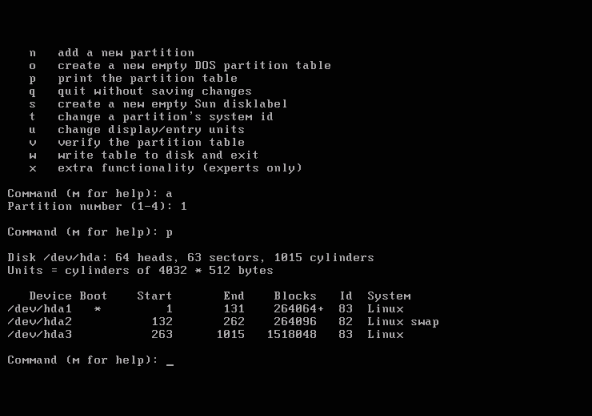 n   add a new partition
o   create a new empty DOS partition table
p   print the partition table
q   quit without saving changes
s   create a new empty Sun disklabel
t   change a partition's system id
u   change display/entry units
v   verify the partition table
w   write table to disk and exit
x   extra functionality (experts only)
Command (m for help): a
Partition number (1-4): 1
Command (m for help): p
Disk /dev/hda: 64 heads, 63 sectors, 1015 cylinders
Units = cylinders of 4032 * 512 bytes
Device Boot    Start       End    Blocks   Id  System
/dev/hda1   *         1       131    264064+  83  Linux
/dev/hda2           132       262    264096   82  Linux swap
/dev/hda3           263      1015   1518048   83  Linux
Command (m for help): _